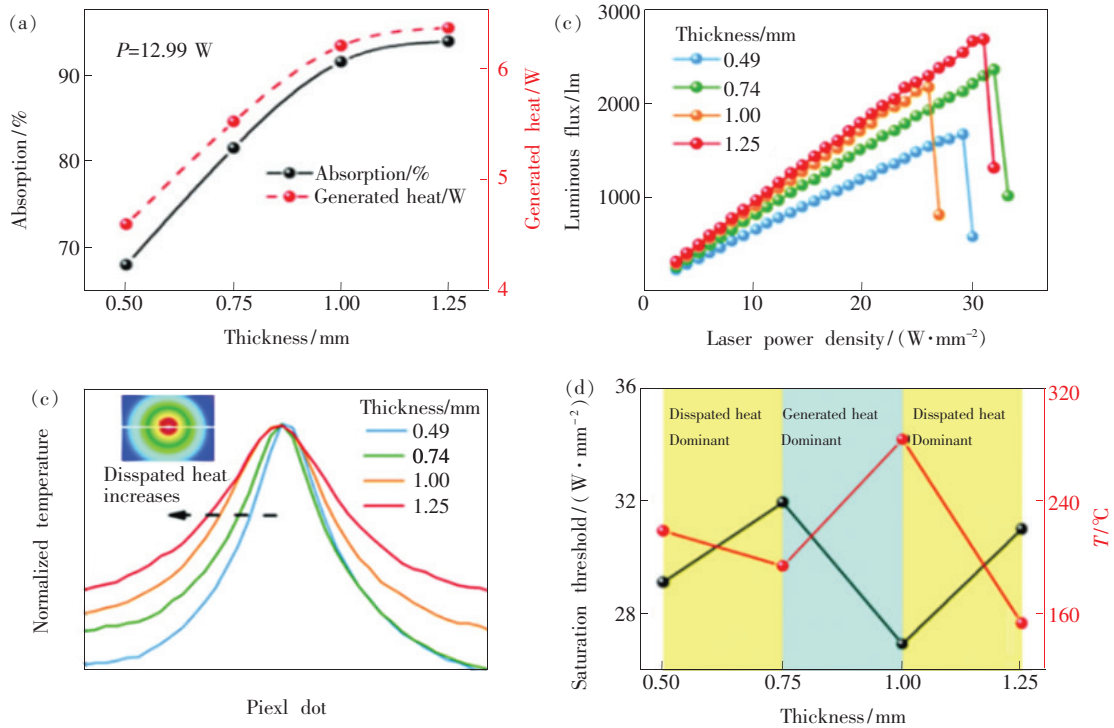 (a)
P=12.99 W
Absorption/%
90
80
70
Generated heat/W
6
5
4
Absorption/%
Generated heat/W
0.50 0.75 1.00 1.25
Thickness/mm
(c)
Luminous flux/lm
3000
2000
1000
0
Thickness/mm
0.49
0.74
1.00
1.25
0 10 20 30
Laser power density/(W·mm⁻²)
(c)
Normalized temperature
Disspated heat
increases
Thickness/mm
0.49
0.74
1.00
1.25
Piexl dot
(d)
Saturation threshold/(W·mm⁻²)
36
32
28
Disspated heat
Dominant
Generated heat
Dominant
Disspated heat
Dominant
320
240
160
T/℃
0.50 0.75 1.00 1.25
Thickness/mm